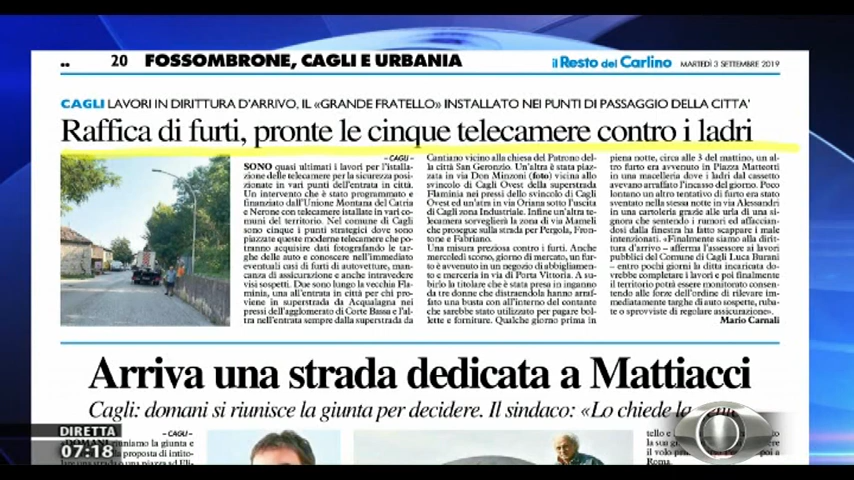 .. 20 FOSSOMBRONE, CAGLI E URBANIA il Resto del Carlino MARTEDÌ 3 SETTEMBRE 2019
CAGLI LAVORI IN DIRITTURA D'ARRIVO, IL «GRANDE FRATELLO» INSTALLATO NEI PUNTI DI PASSAGGIO DELLA CITTA'
Raffica di furti, pronte le cinque telecamere contro i ladri
– CAGLI –
SONO quasi ultimati i lavori per l'istallazione
delle telecamere per la sicurezza posizionate
in vari punti dell'entrata in città.
Un intervento che è stato programmato e
finanziato dall'Unione Montana del Catria
e Nerone con telecamere istallate in vari comuni
del territorio. Nel comune di Cagli
sono cinque i punti strategici dove sono
piazzate queste moderne telecamere che potranno
acquisire dati fotografando le targhe
delle auto e conoscere nell'immediato
eventuali casi di furti di autovetture, mancanza
di assicurazione e anche intravedere
visi sospetti. Due sono lungo la vecchia Flaminia,
una all'entrata in città per chi proviene
in superstrada da Acqualagna nei
pressi dell'agglomerato di Corte Bassa e l'altra
nell'entrata sempre dalla superstrada da
Cantiano vicino alla chiesa del Patrono della
città San Geronzio. Un'altra è stata piazzata
in via Don Minzoni (foto) vicina allo
svincolo di Cagli Ovest della superstrada
Flaminia nei pressi dello svincolo di Cagli
Ovest ed un'altra in via Oriana sotto l'uscita
di Cagli zona Industriale. Infine un'altra telecamera
sorveglierà la zona di via Mameli
che prosegue sulla strada per Pergola, Frontone
e Fabriano.
Una misura preziosa contro i furti. Anche
mercoledì scorso, giorno di mercato, un furto
è avvenuto in un negozio di abbigliamento
e merceria in via di Porta Vittoria. A subirlo
la titolare che è stata presa in inganno
da tre donne che distraendola hanno arraffato
una busta con all'interno del contante
che sarebbe stato utilizzato per pagare bollette
e forniture. Qualche giorno prima in
piena notte, circa alle 3 del mattino, un altro
furto era avvenuto in Piazza Matteotti
in una macelleria dove i ladri dal cassetto
avevano arraffato l'incasso del giorno. Poco
lontano un altro tentativo di furto era stato
sventato nella stessa notte in via Alessandri
in una cartoleria grazie alle urla di una signora
che sentendo i rumori ed affacciandosi
dalla finestra ha fatto scappare i male
intenzionati. «Finalmente siamo alla dirittura
d'arrivo – afferma l'assessore ai lavori
pubblici del Comune di Cagli Luca Burani
– entro pochi giorni la ditta incaricata dovrebbe
completare i lavori e poi finalmente
il territorio potrà essere monitorato consentendo
alle forze dell'ordine di rilevare immediatamente
targhe di auto sospette, rubate
o sprovviste di regolare assicurazione».
Mario Carnali
Arriva una strada dedicata a Mattiacci
Cagli: domani si riunisce la giunta per decidere. Il sindaco: «Lo chiede
– CAGLI –
«DOMANI
DIRETTA
07:18